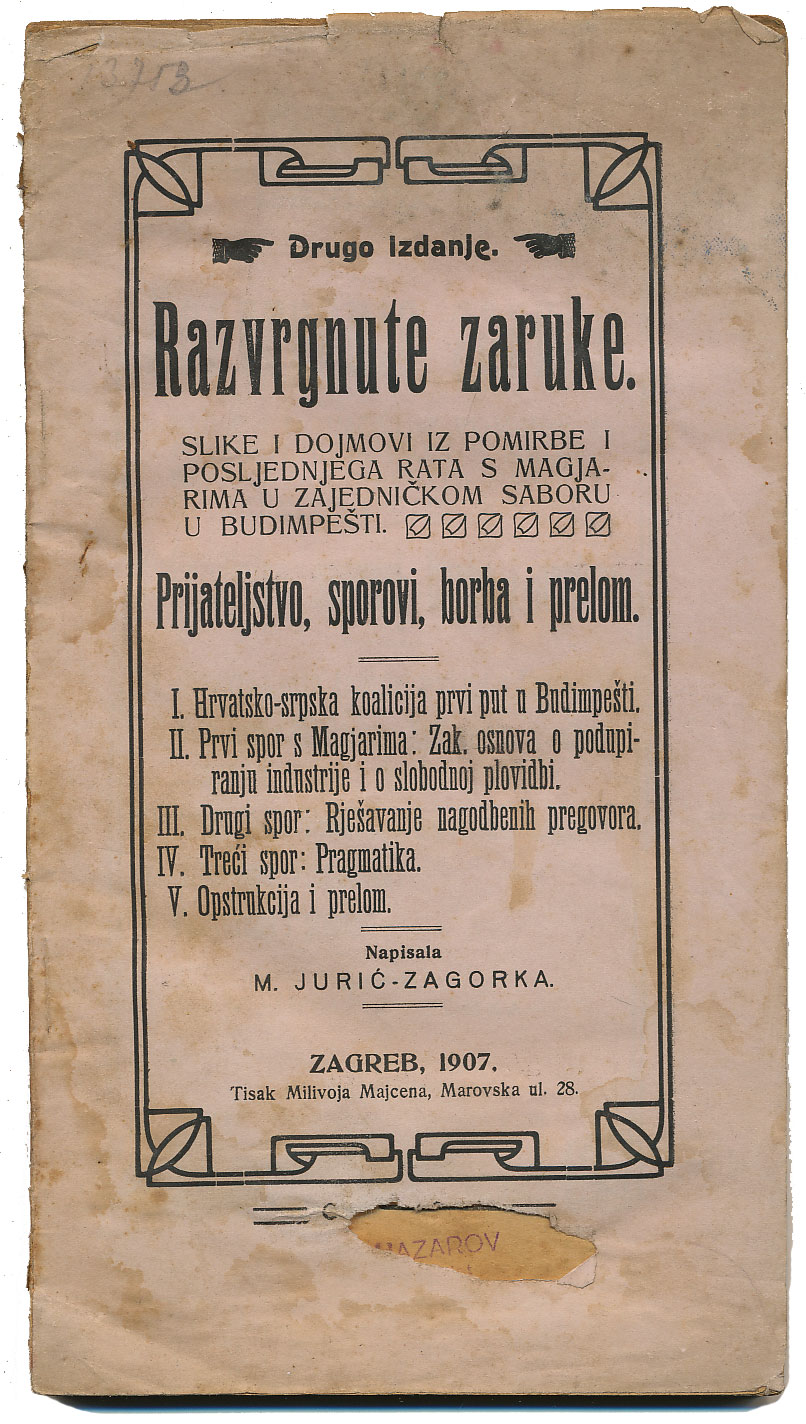 Drugo izdanje.
Razvrgnute zaruke.
SLIKE I DOJMOVI IZ POMIRBE I
POSLJEDNJEGA RATA S MAGJA-
RIMA U ZAJEDNIČKOM SABORU
U BUDIMPEŠTI.
Prijateljstvo, sporovi, borba i prelom.
I. Hrvatsko-srpska koalicija prvi put u Budimpešti.
II. Prvi spor s Magjarima: Zak. osnova o podupi-
ranju industrije i o slobodnoj plovidbi.
III. Drugi spor: Rješavanje nagodbenih pregovora.
IV. Treći spor: Pragmatika.
V. Opstrukcija i prelom.
Napisala
M. JURIĆ-ZAGORKA.
ZAGREB, 1907.
Tisak Milivoja Majcena, Marovska ul. 28.